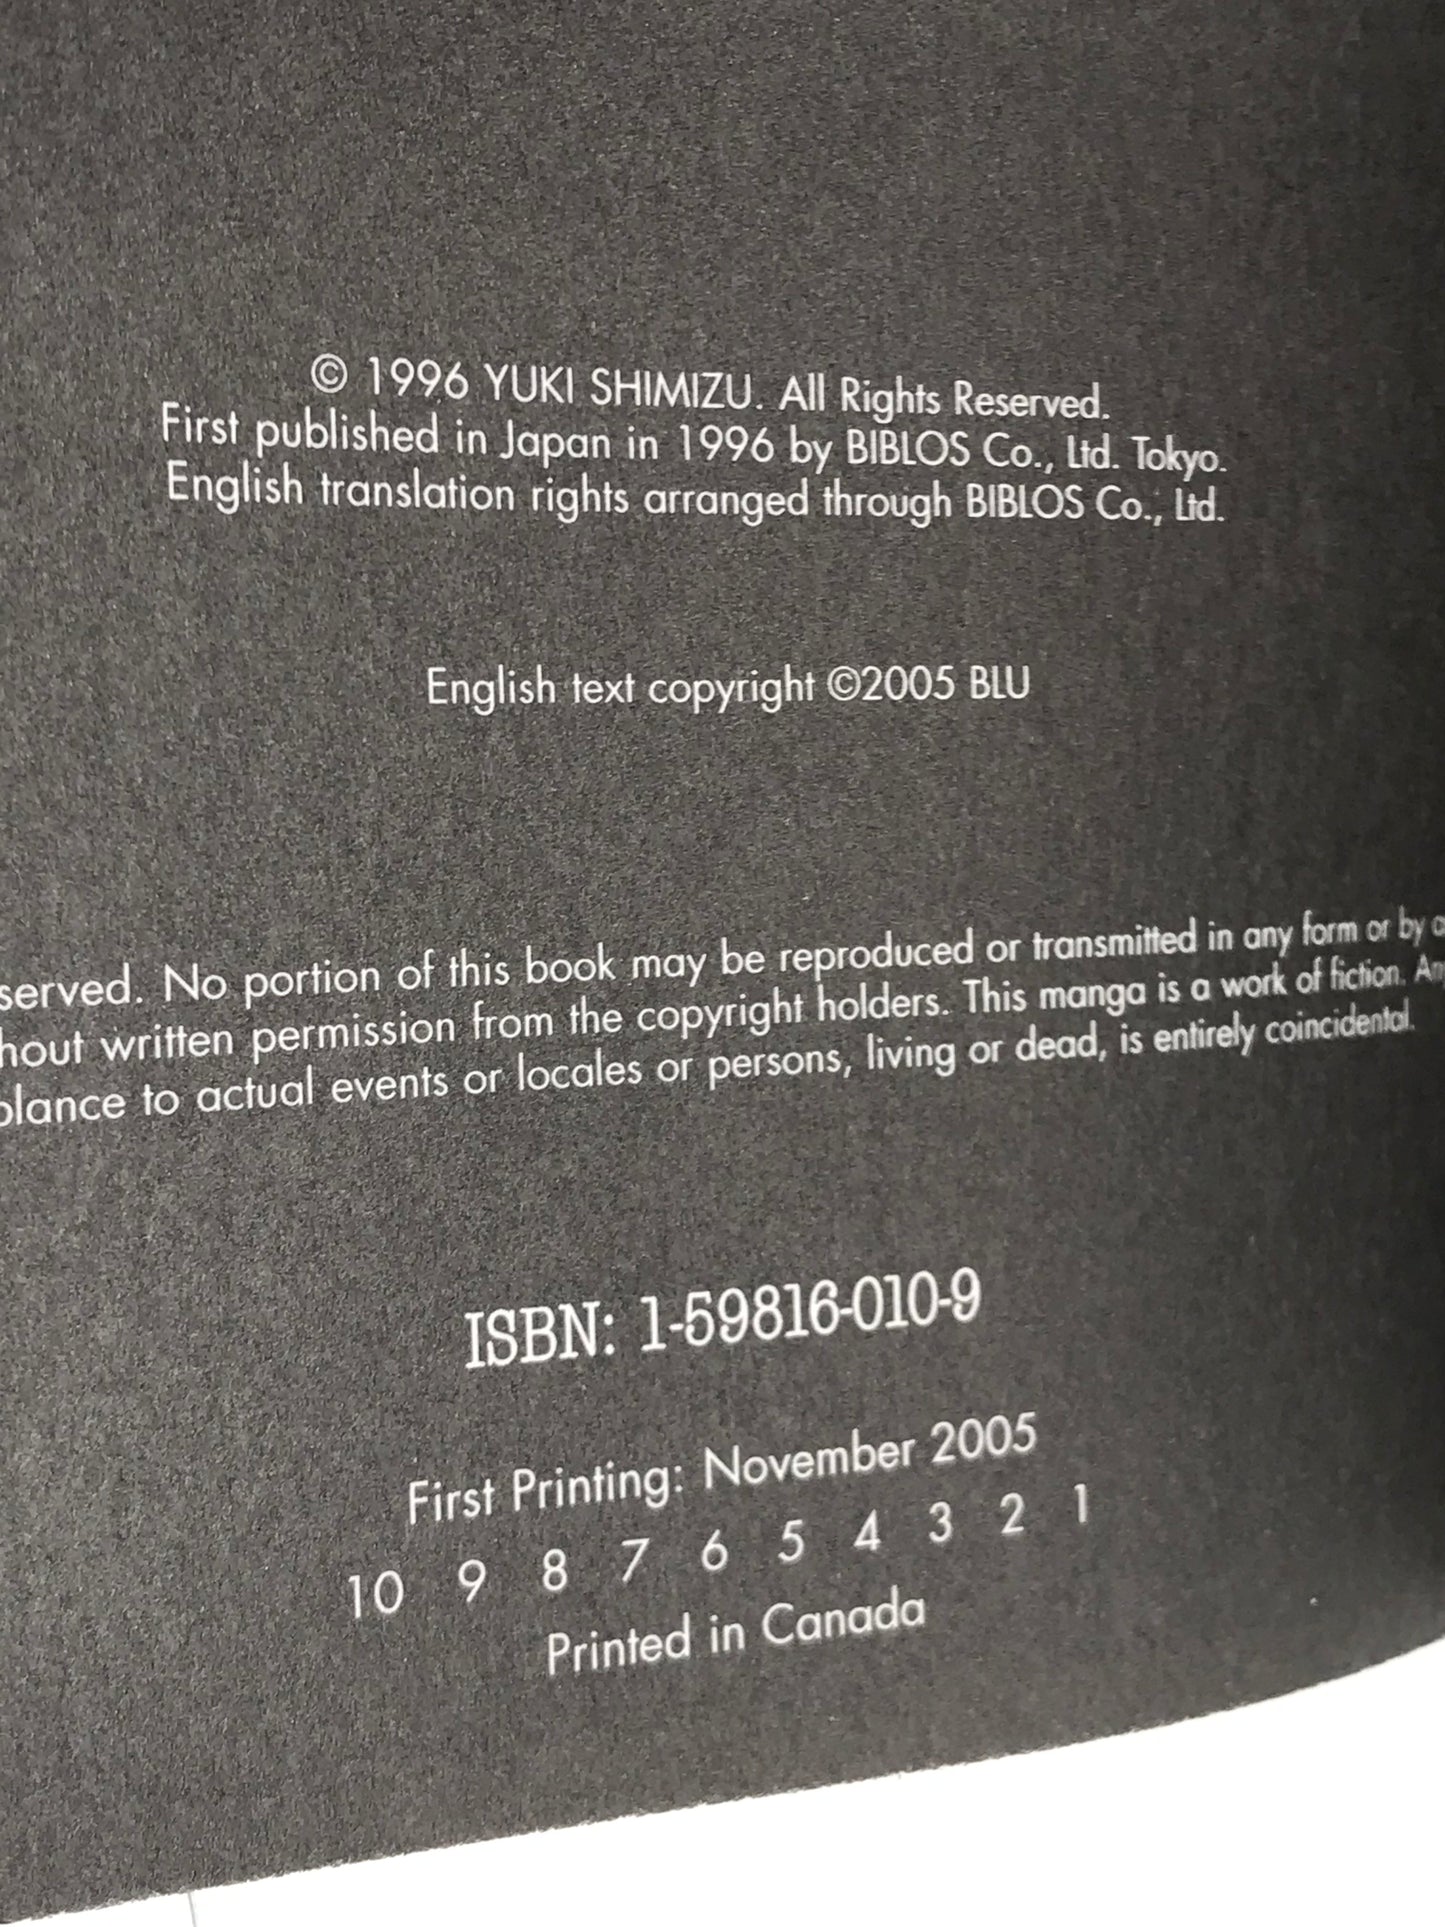 © 1996 YUKI SHIMIZU. All Rights Reserved.
First published in Japan in 1996 by BIBLOS Co., Ltd. Tokyo.
English translation rights arranged through BIBLOS Co., Ltd.
English text copyright ©2005 BLU
served. No portion of this book may be reproduced or transmitted in any form or by
hout written permission from the copyright holders. This manga is a work of fiction.
blance to actual events or locales or persons, living or dead, is entirely coincidental.
ISBN: 1-59816-010-9
First Printing: November 2005
10 9 8 7 6 5 4 3 2 1
Printed in Canada